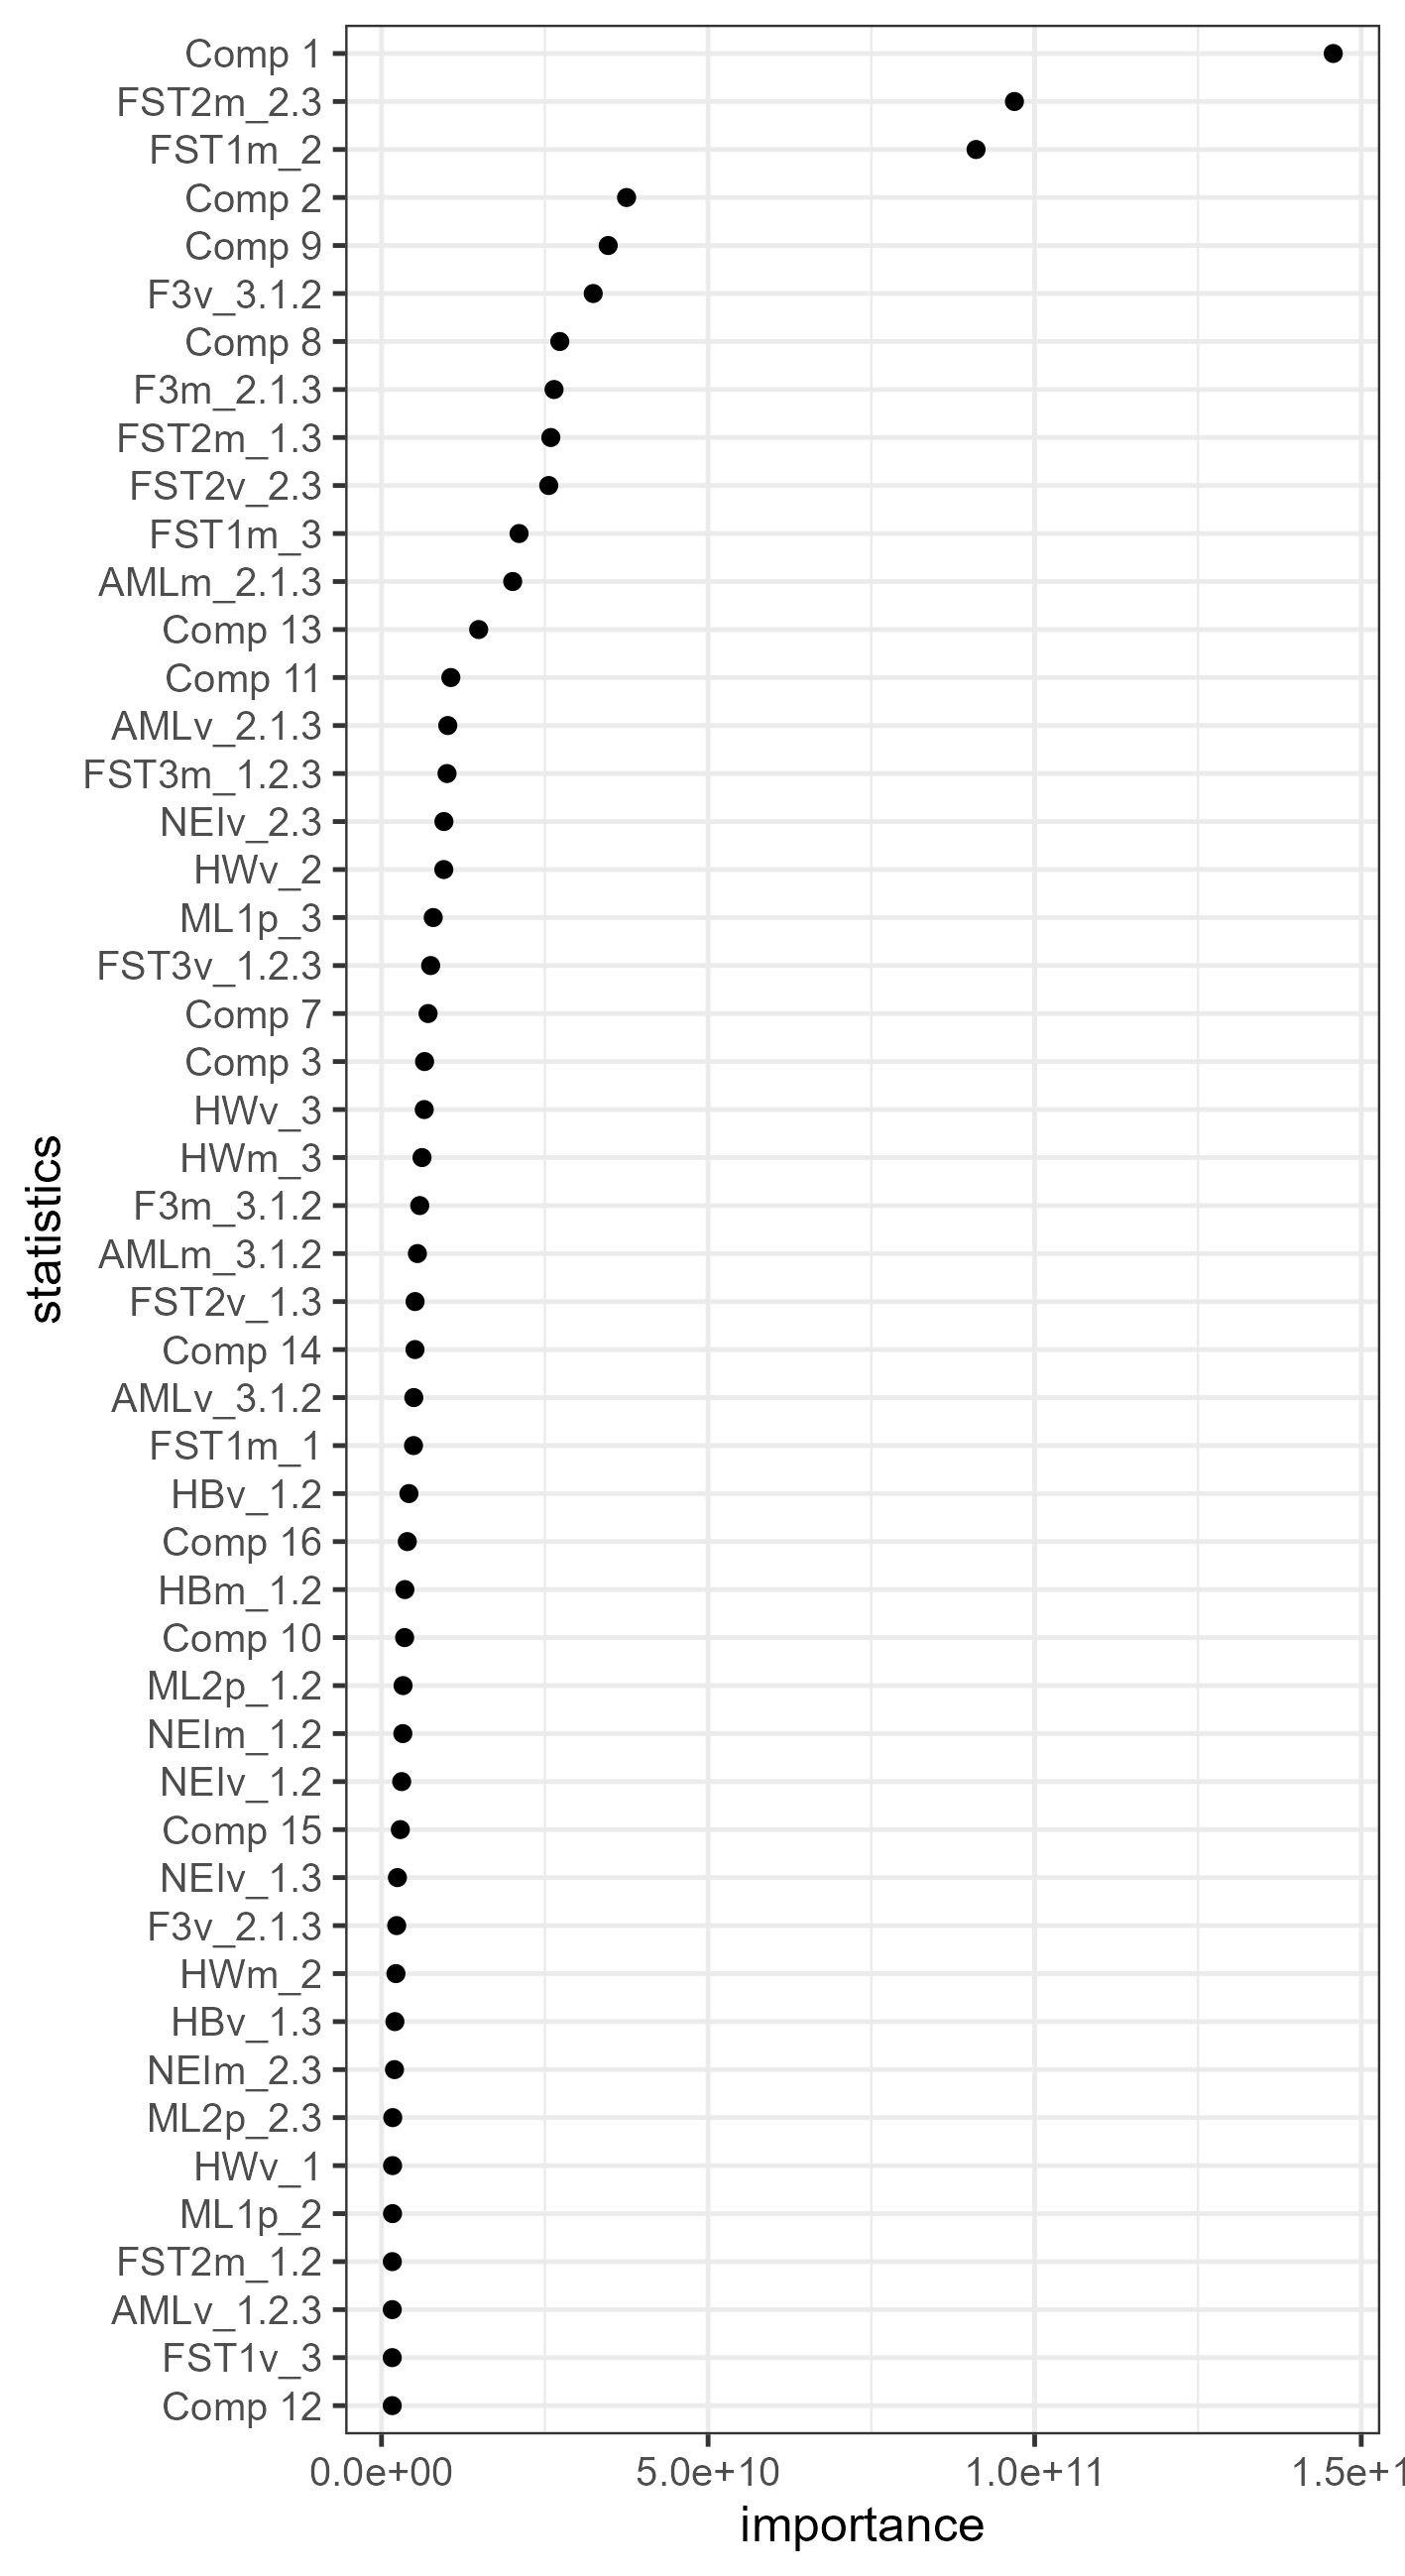 Comp 1
FST2m_2.3
FST1m_2
Comp 2
Comp 9
F3v_3.1.2
Comp 8
F3m_2.1.3
FST2m_1.3
FST2v_2.3
FST1m_3
AMLm_2.1.3
Comp 13
Comp 11
AMLv_2.1.3
FST3m_1.2.3
NEIv_2.3
HWv_2
ML1p_3
FST3v_1.2.3
Comp 7
Comp 3
HWv_3
HWm_3
F3m_3.1.2
AMLm_3.1.2
FST2v_1.3
Comp 14
AMLv_3.1.2
FST1m_1
HBv_1.2
Comp 16
HBm_1.2
Comp 10
ML2p_1.2
NEIm_1.2
NEIv_1.2
Comp 15
NEIv_1.3
F3v_2.1.3
HWm_2
HBv_1.3
NEIm_2.3
ML2p_2.3
HWv_1
ML1p_2
FST2m_1.2
AMLv_1.2.3
FST1v_3
Comp 12
statistics
0.0e+00 5.0e+10 1.0e+11 1.5e+1
importance